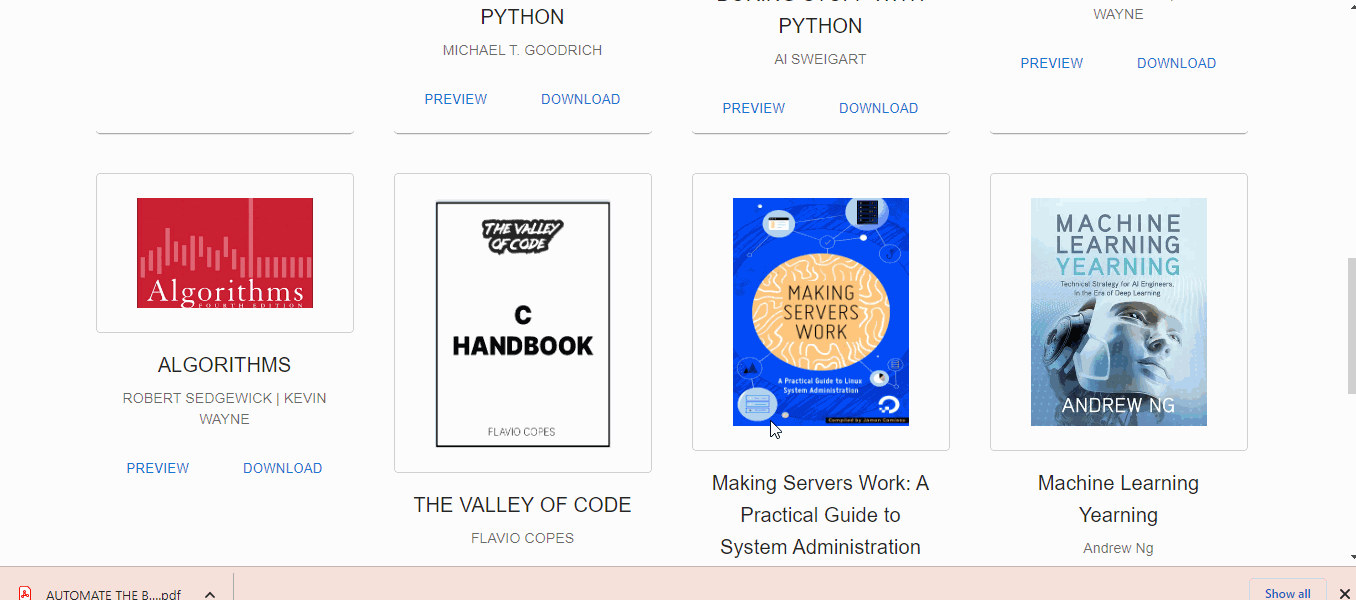 PYTHON
MICHAEL T. GOODRICH
PREVIEW DOWNLOAD
BORING STUFF WITH
PYTHON
AI SWEIGART
PREVIEW DOWNLOAD
WAYNE
PREVIEW DOWNLOAD
Algorithms
FOURTH EDITION
ALGORITHMS
ROBERT SEDGEWICK | KEVIN
WAYNE
PREVIEW DOWNLOAD
THE VALLEY
OF CODE
C
HANDBOOK
FLAVIO COPES
THE VALLEY OF CODE
FLAVIO COPES
MAKING
SERVERS
WORK
A Practical Guide to Linux
System Administration
Compiled by Jamon Camisso
Making Servers Work: A
Practical Guide to
System Administration
MACHINE
LEARNING
YEARNING
Technical Strategy for AI Engineers,
In the Era of Deep Learning
ANDREW NG
Machine Learning
Yearning
Andrew Ng
AUTOMATE THE B....pdf
Show all